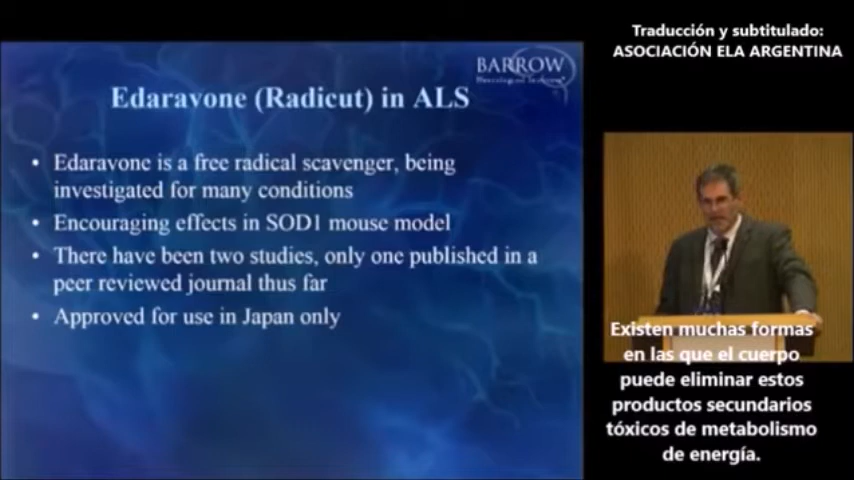 BARROW
Neurological Institute
Edaravone (Radicut) in ALS
• Edaravone is a free radical scavenger, being
investigated for many conditions
• Encouraging effects in SOD1 mouse model
• There have been two studies, only one published in a
peer reviewed journal thus far
• Approved for use in Japan only
Traducción y subtitulado:
ASOCIACIÓN ELA ARGENTINA
Existen muchas formas
en las que el cuerpo
puede eliminar estos
productos secundarios
tóxicos de metabolismo
de energía.